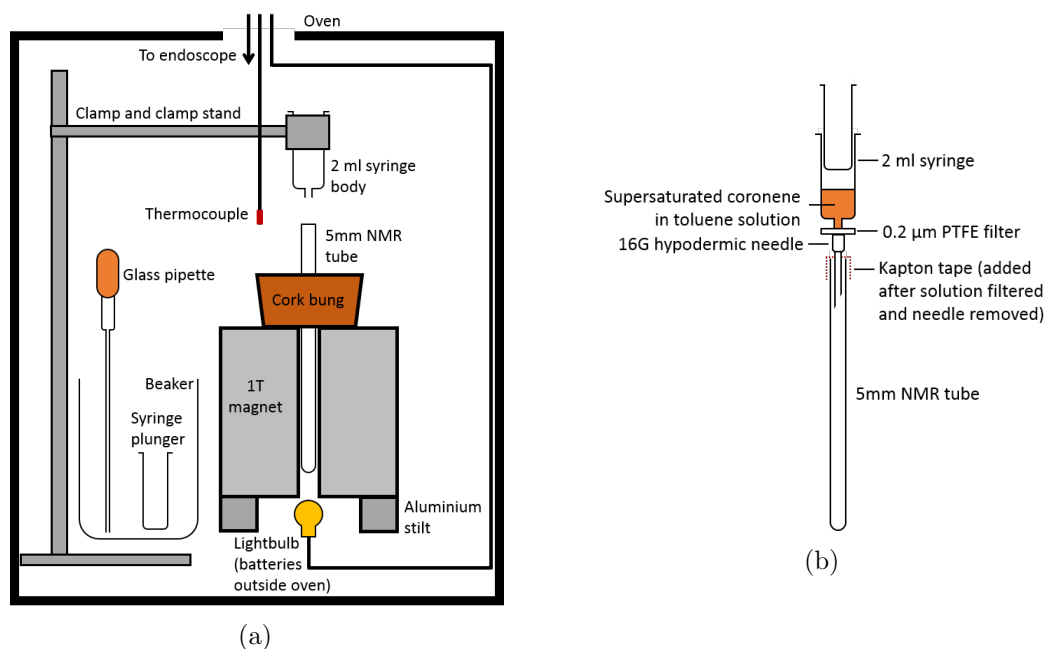 Oven
To endoscope
Clamp and clamp stand
2 ml syringe
body
Thermocouple
5mm NMR
tube
Glass pipette
Cork bung
1T
magnet
Beaker
Syringe
plunger
Aluminium
stilt
Lightbulb
(batteries
outside oven)
(a)
2 ml syringe
Supersaturated coronene
in toluene solution
0.2 µm PTFE filter
16G hypodermic needle
Kapton tape (added
after solution filtered
and needle removed)
5mm NMR tube
(b)